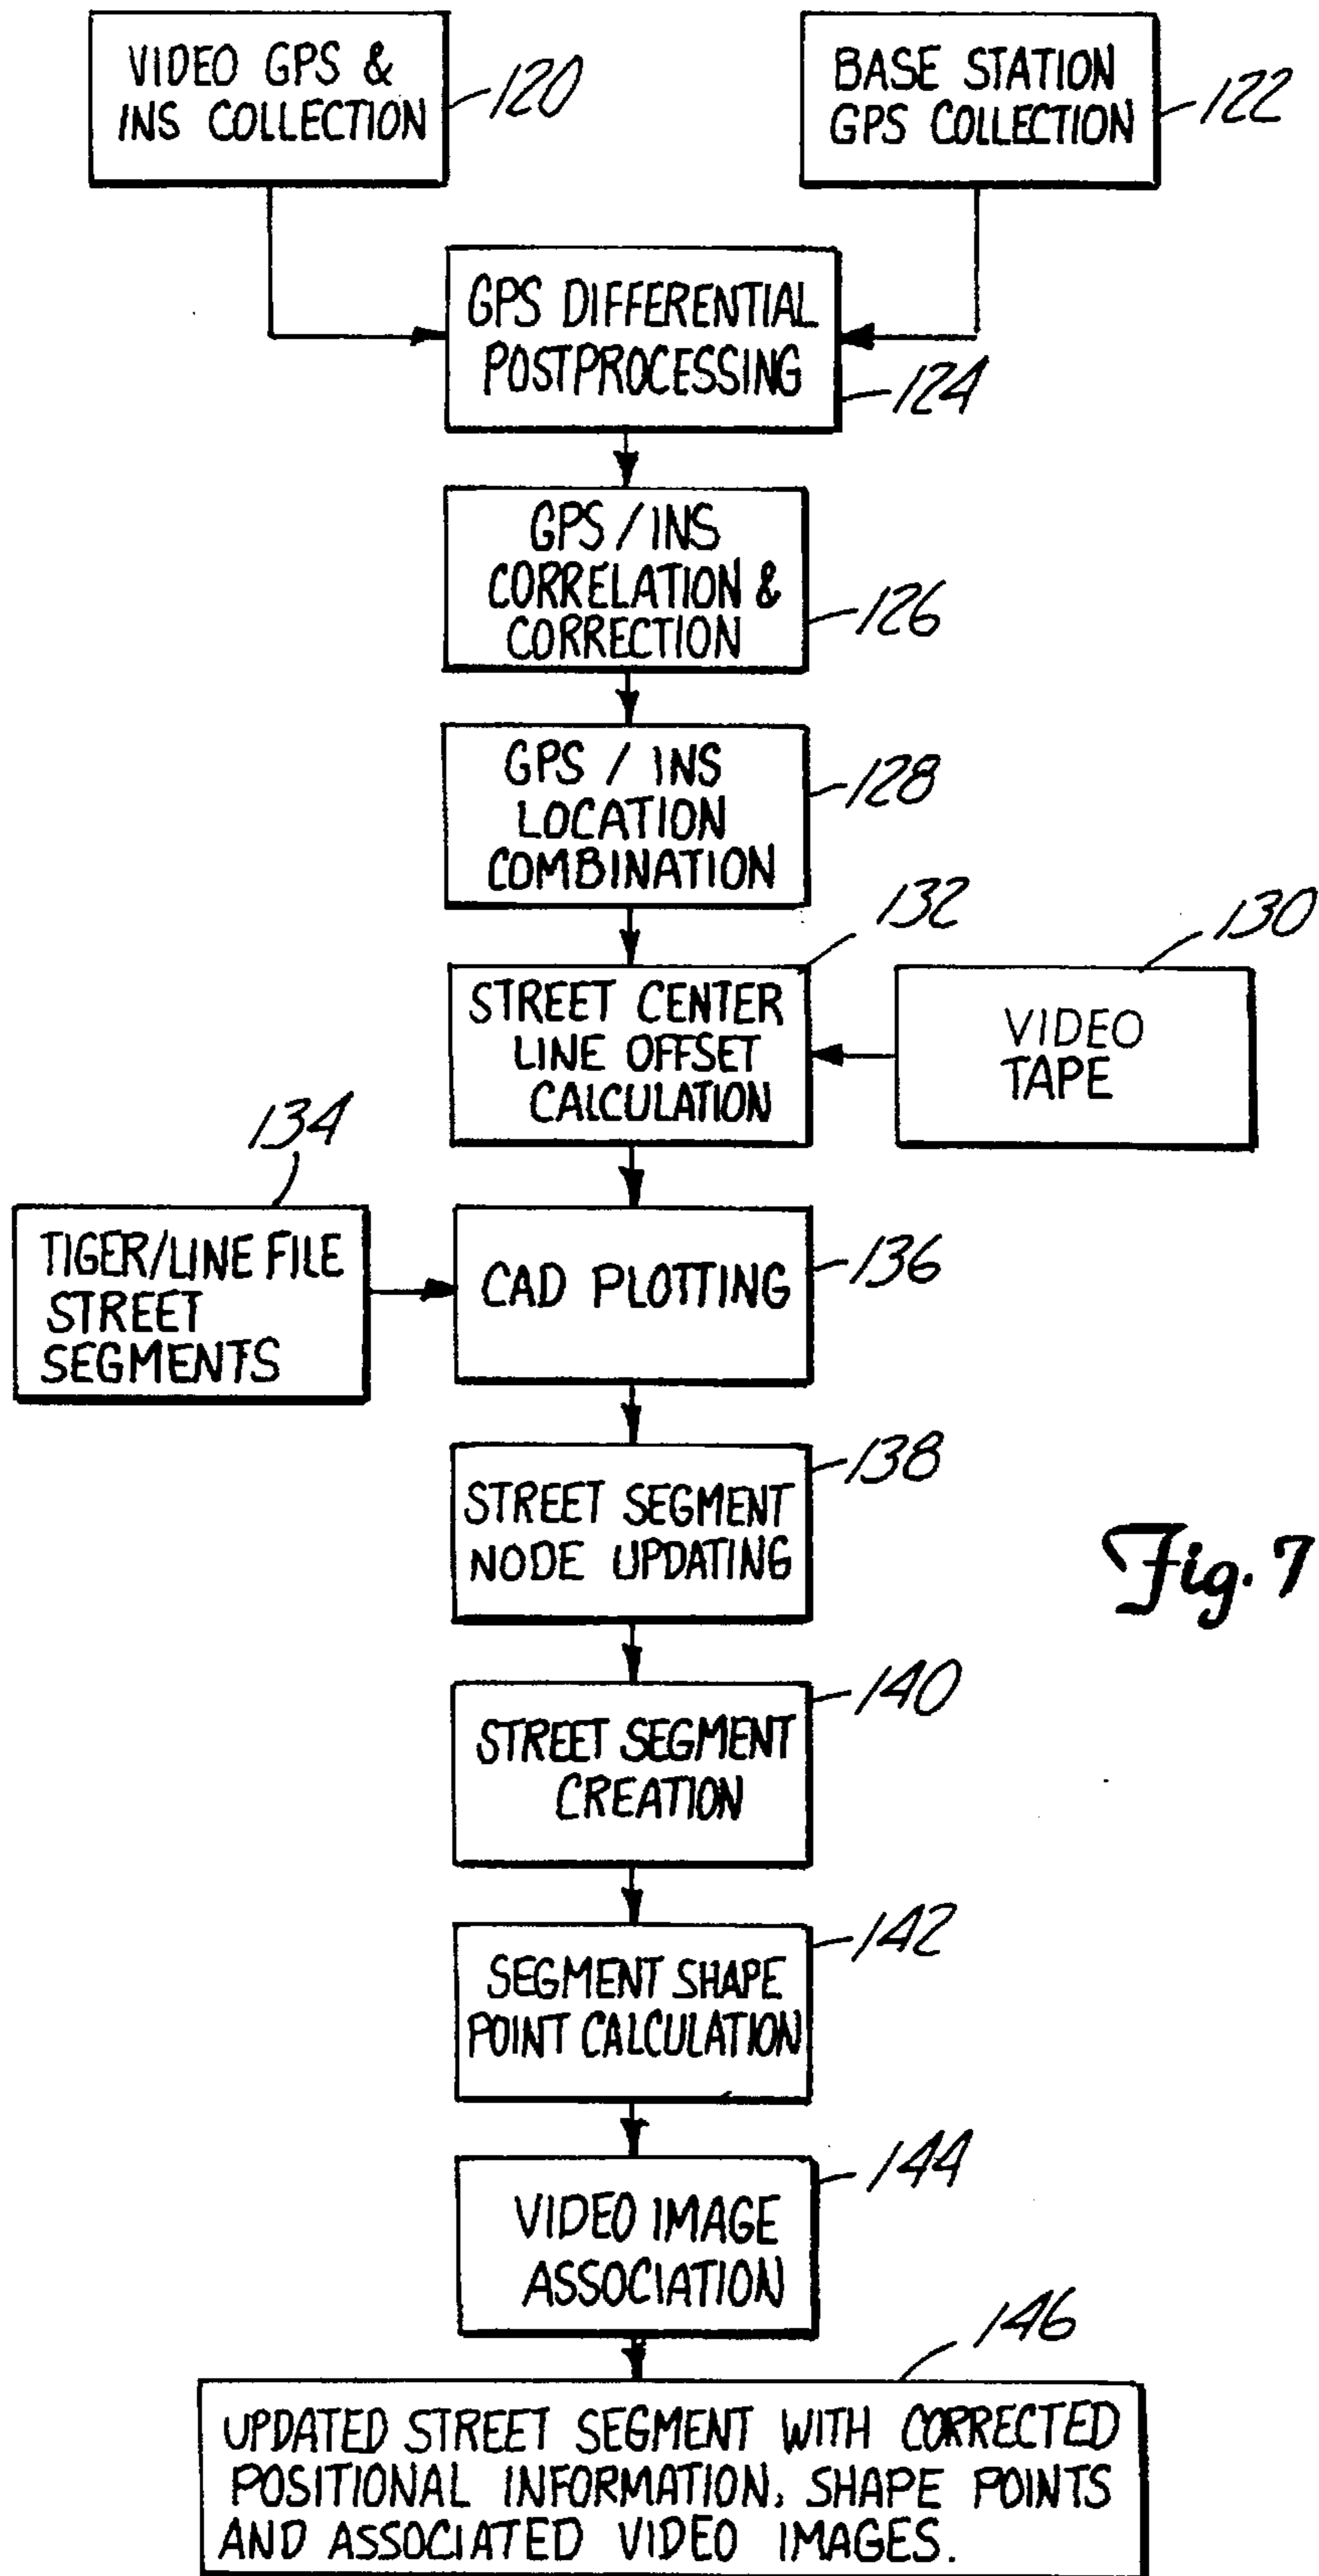 VIDEO GPS &
INS COLLECTION
120
BASE STATION
GPS COLLECTION
122
GPS DIFFERENTIAL
POSTPROCESSING
124
GPS / INS
CORRELATION &
CORRECTION
126
GPS / INS
LOCATION
COMBINATION
128
132
130
STREET CENTER
LINE OFFSET
CALCULATION
VIDEO
TAPE
134
TIGER/LINE FILE
STREET
SEGMENTS
CAD PLOTTING
136
STREET SEGMENT
NODE UPDATING
138
Fig. 7
STREET SEGMENT
CREATION
140
SEGMENT SHAPE
POINT CALCULATION
142
VIDEO IMAGE
ASSOCIATION
144
146
UPDATED STREET SEGMENT WITH CORRECTED
POSITIONAL INFORMATION, SHAPE POINTS
AND ASSOCIATED VIDEO IMAGES.